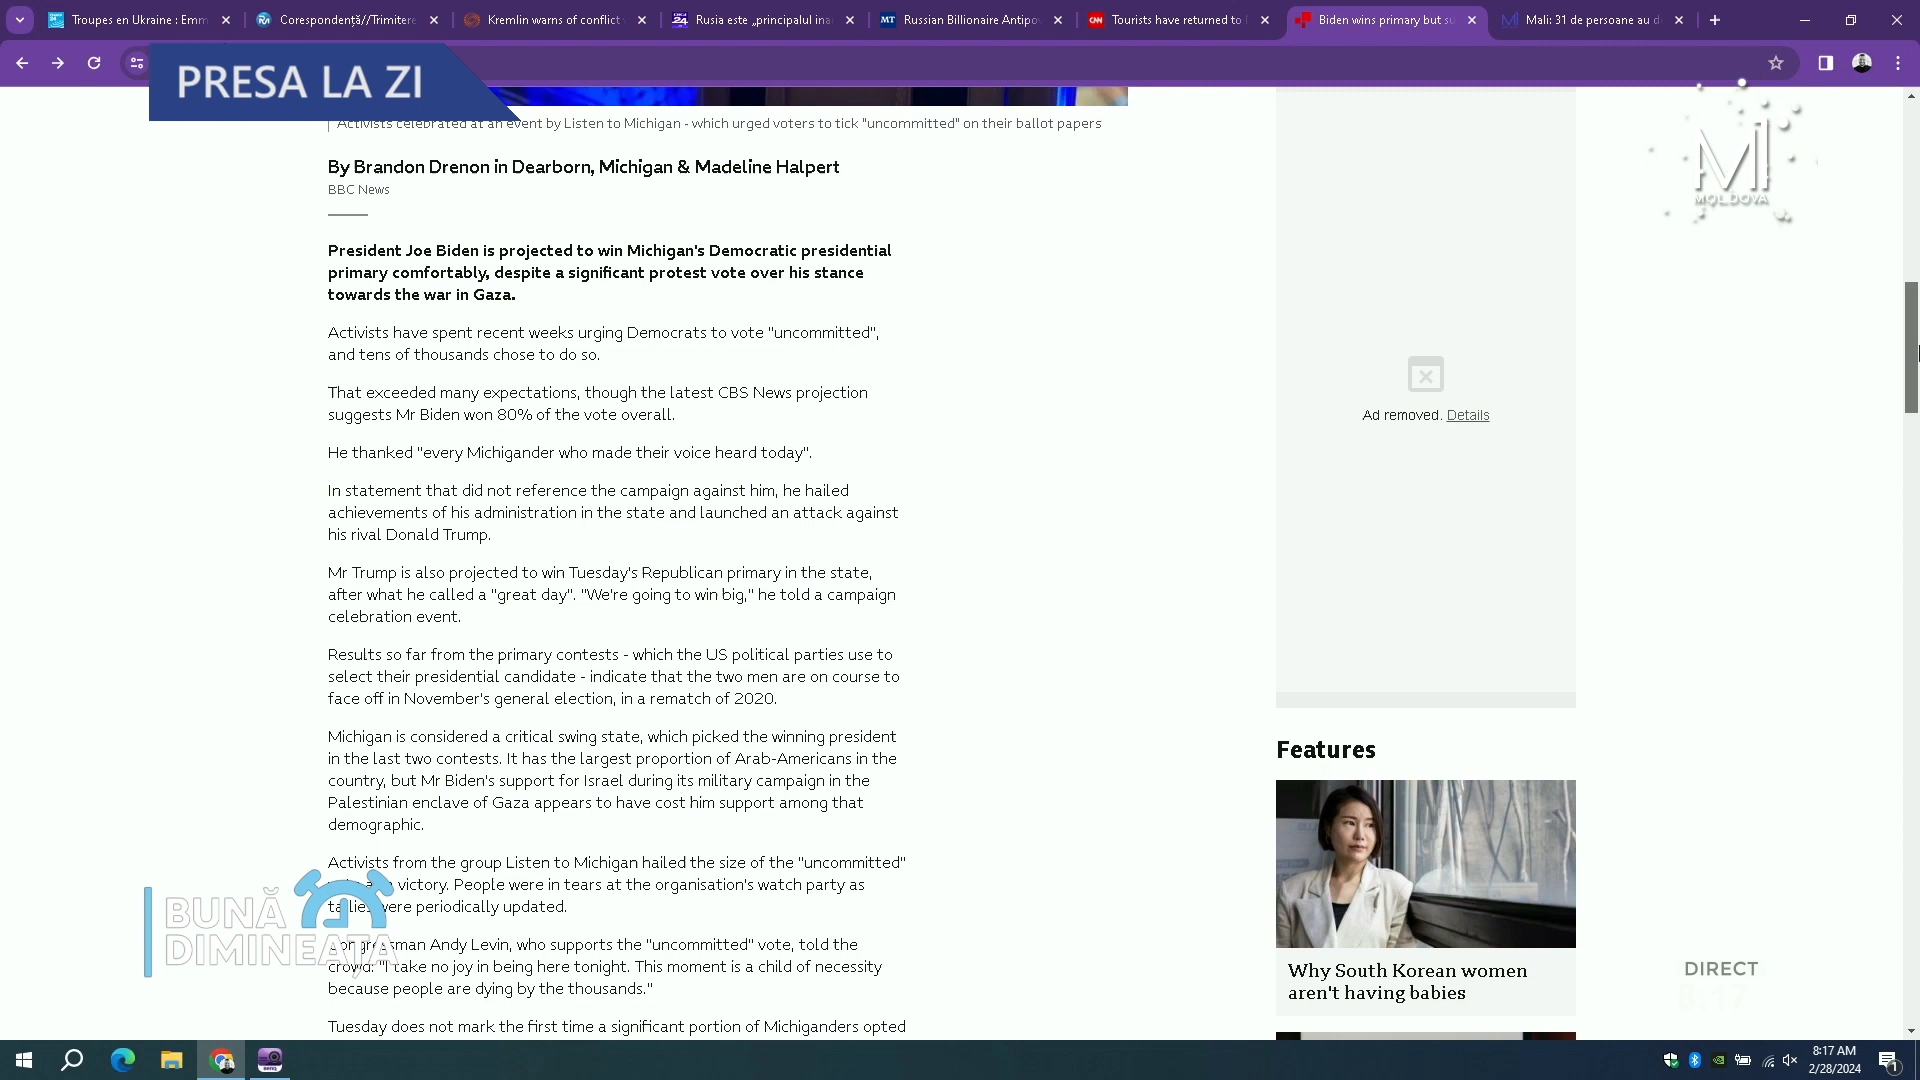 Troupes en Ukraine : Emm
Corespondență//Trimitere
Kremlin warns of conflict
Rusia este „principalul ina
MT Russian Billionaire Antipo
CNN Tourists have returned to
Biden wins primary but su
Mali: 31 de persoane au d
PRESA LA ZI
M1
MOLDOVA
Activists celebrated at an event by Listen to Michigan - which urged voters to tick "uncommitted" on their ballot papers
By Brandon Drenon in Dearborn, Michigan & Madeline Halpert
BBC News
President Joe Biden is projected to win Michigan's Democratic presidential
primary comfortably, despite a significant protest vote over his stance
towards the war in Gaza.
Activists have spent recent weeks urging Democrats to vote "uncommitted",
and tens of thousands chose to do so.
That exceeded many expectations, though the latest CBS News projection
suggests Mr Biden won 80% of the vote overall.
He thanked "every Michigander who made their voice heard today".
In statement that did not reference the campaign against him, he hailed
achievements of his administration in the state and launched an attack against
his rival Donald Trump.
Mr Trump is also projected to win Tuesday's Republican primary in the state,
after what he called a "great day". "We're going to win big," he told a campaign
celebration event.
Results so far from the primary contests - which the US political parties use to
select their presidential candidate - indicate that the two men are on course to
face off in November's general election, in a rematch of 2020.
Michigan is considered a critical swing state, which picked the winning president
in the last two contests. It has the largest proportion of Arab-Americans in the
country, but Mr Biden's support for Israel during its military campaign in the
Palestinian enclave of Gaza appears to have cost him support among that
demographic.
Activists from the group Listen to Michigan hailed the size of the "uncommitted"
victory. People were in tears at the organisation's watch party as
tallies were periodically updated.
Congressman Andy Levin, who supports the "uncommitted" vote, told the
crowd: "I take no joy in being here tonight. This moment is a child of necessity
because people are dying by the thousands."
Tuesday does not mark the first time a significant portion of Michiganders opted
Ad removed. Details
Features
Why South Korean women
aren't having babies
BUNĂ
DIMINEAȚA
DIRECT
8:17
8:17 AM
2/28/2024